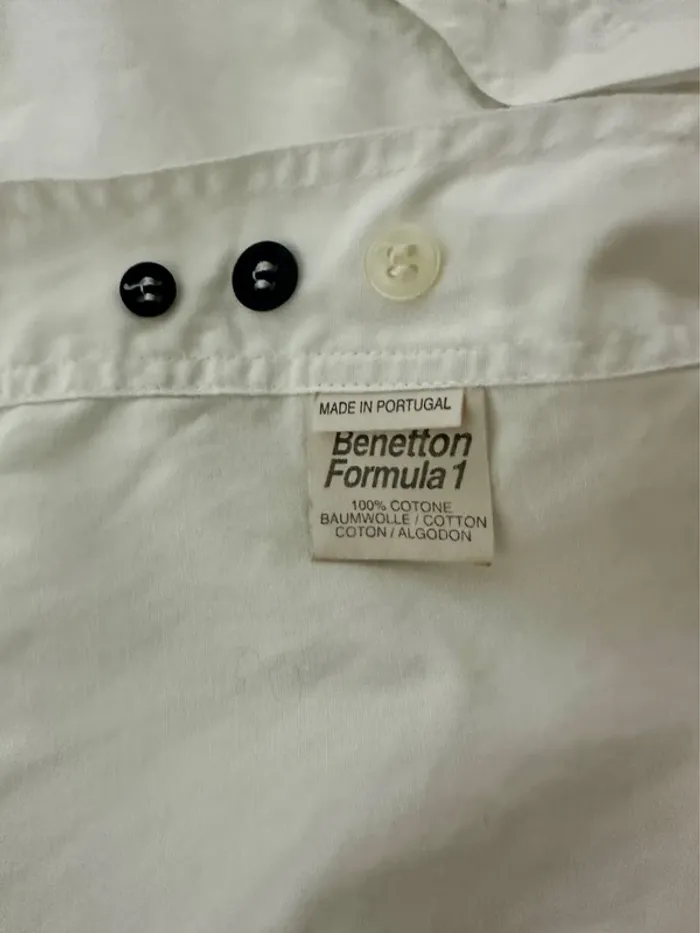 MADE IN PORTUGAL
Benetton
Formula 1
100% COTONE
BAUMWOLLE / COTTON
COTON / ALGODON